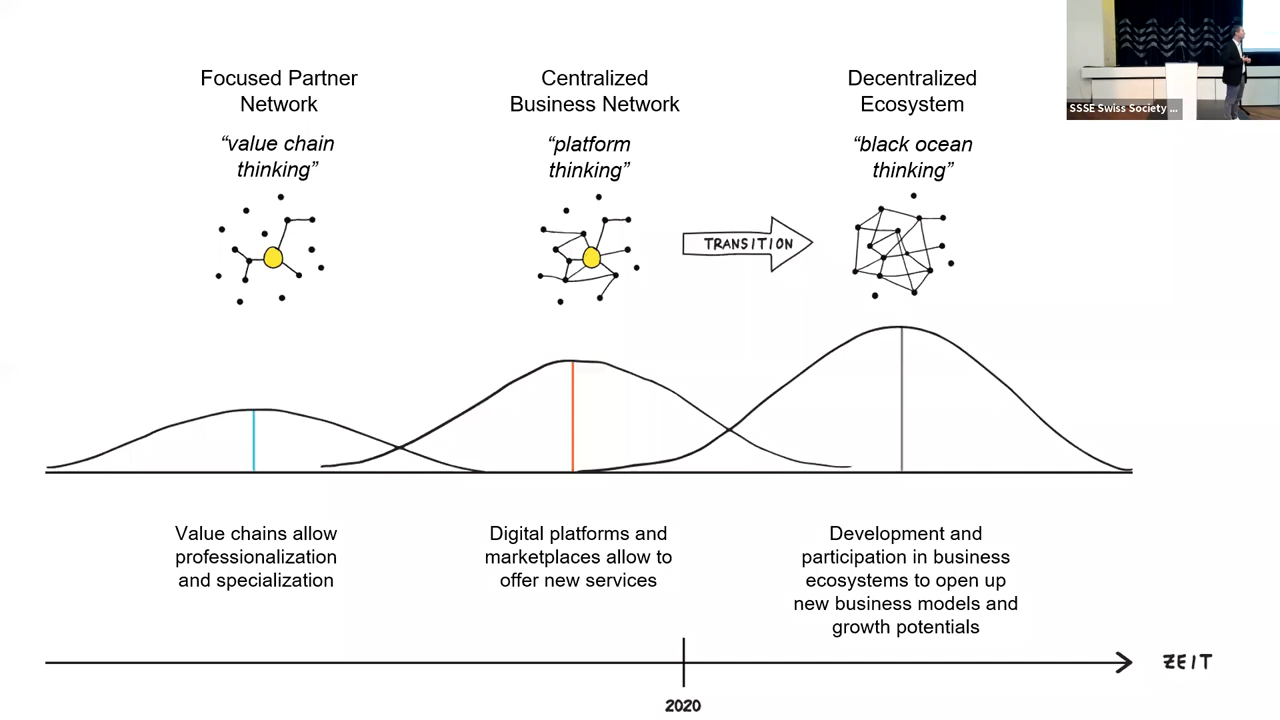 Focused Partner
Network
“value chain
thinking”
Centralized
Business Network
“platform
thinking”
Decentralized
Ecosystem
“black ocean
thinking”
SSSE Swiss Society ...
TRANSITION
Value chains allow
professionalization
and specialization
Digital platforms and
marketplaces allow to
offer new services
Development and
participation in business
ecosystems to open up
new business models and
growth potentials
ZEIT
2020